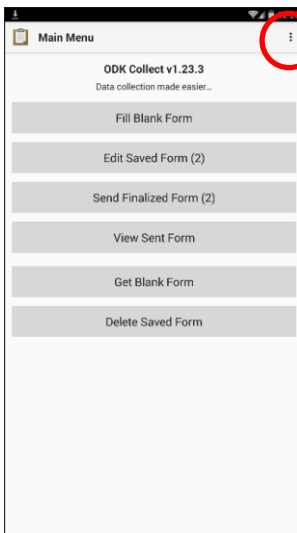 Main Menu
ODK Collect v1.23.3
Data collection made easier...
Fill Blank Form
Edit Saved Form (2)
Send Finalized Form (2)
View Sent Form
Get Blank Form
Delete Saved Form